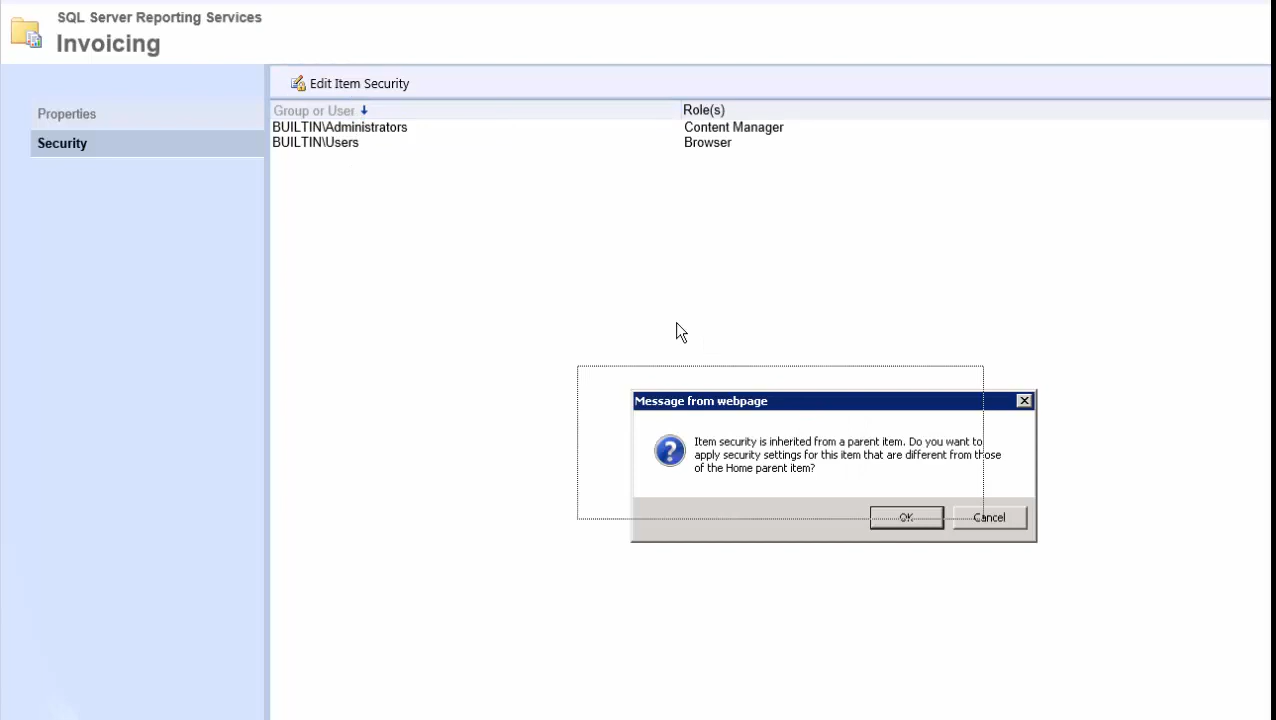 SQL Server Reporting Services
Invoicing
Properties
Security
Edit Item Security
Group or User Role(s)
BUILTIN\Administrators Content Manager
BUILTIN\Users Browser
Message from webpage
Item security is inherited from a parent item. Do you want to
apply security settings for this item that are different from those
of the Home parent item?
OK Cancel